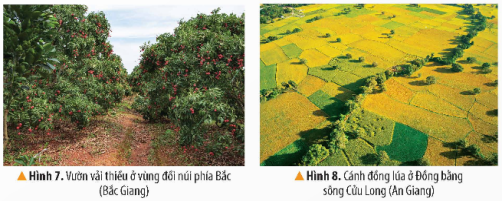 ▲ Hình 7. Vườn vải thiều ở vùng đồi núi phía Bắc
(Bắc Giang)
▲ Hình 8. Cánh đồng lúa ở Đồng bằng
sông Cửu Long (An Giang)